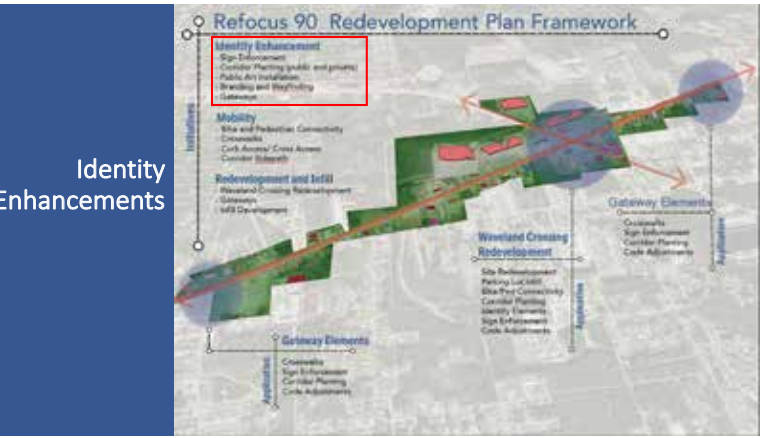 Identity
Enhancements
Refocus 90 Redevelopment Plan Framework
Initiatives
Identity Enhancement
- Sign Enforcement
- Corridor Planting (public and private)
- Public Art Installation
- Branding and Wayfinding
- Gateways
Mobility
- Bike and Pedestrian Connectivity
- Crosswalks
- Curb Access/ Cross Access
- Corridor Sidepath
Redevelopment and Infill
- Waveland Crossing Redevelopment
- Gateways
- Infill Development
Gateway Elements
Crosswalks
Sign Enforcement
Corridor Planting
Code Adjustments
Application
Waveland Crossing
Redevelopment
Site Redevelopment
Parking Lot Infill
Bike/Ped Connectivity
Corridor Planting
Identity Elements
Sign Enforcement
Code Adjustments
Application
Gateway Elements
Crosswalks
Sign Enforcement
Corridor Planting
Code Adjustments
Application